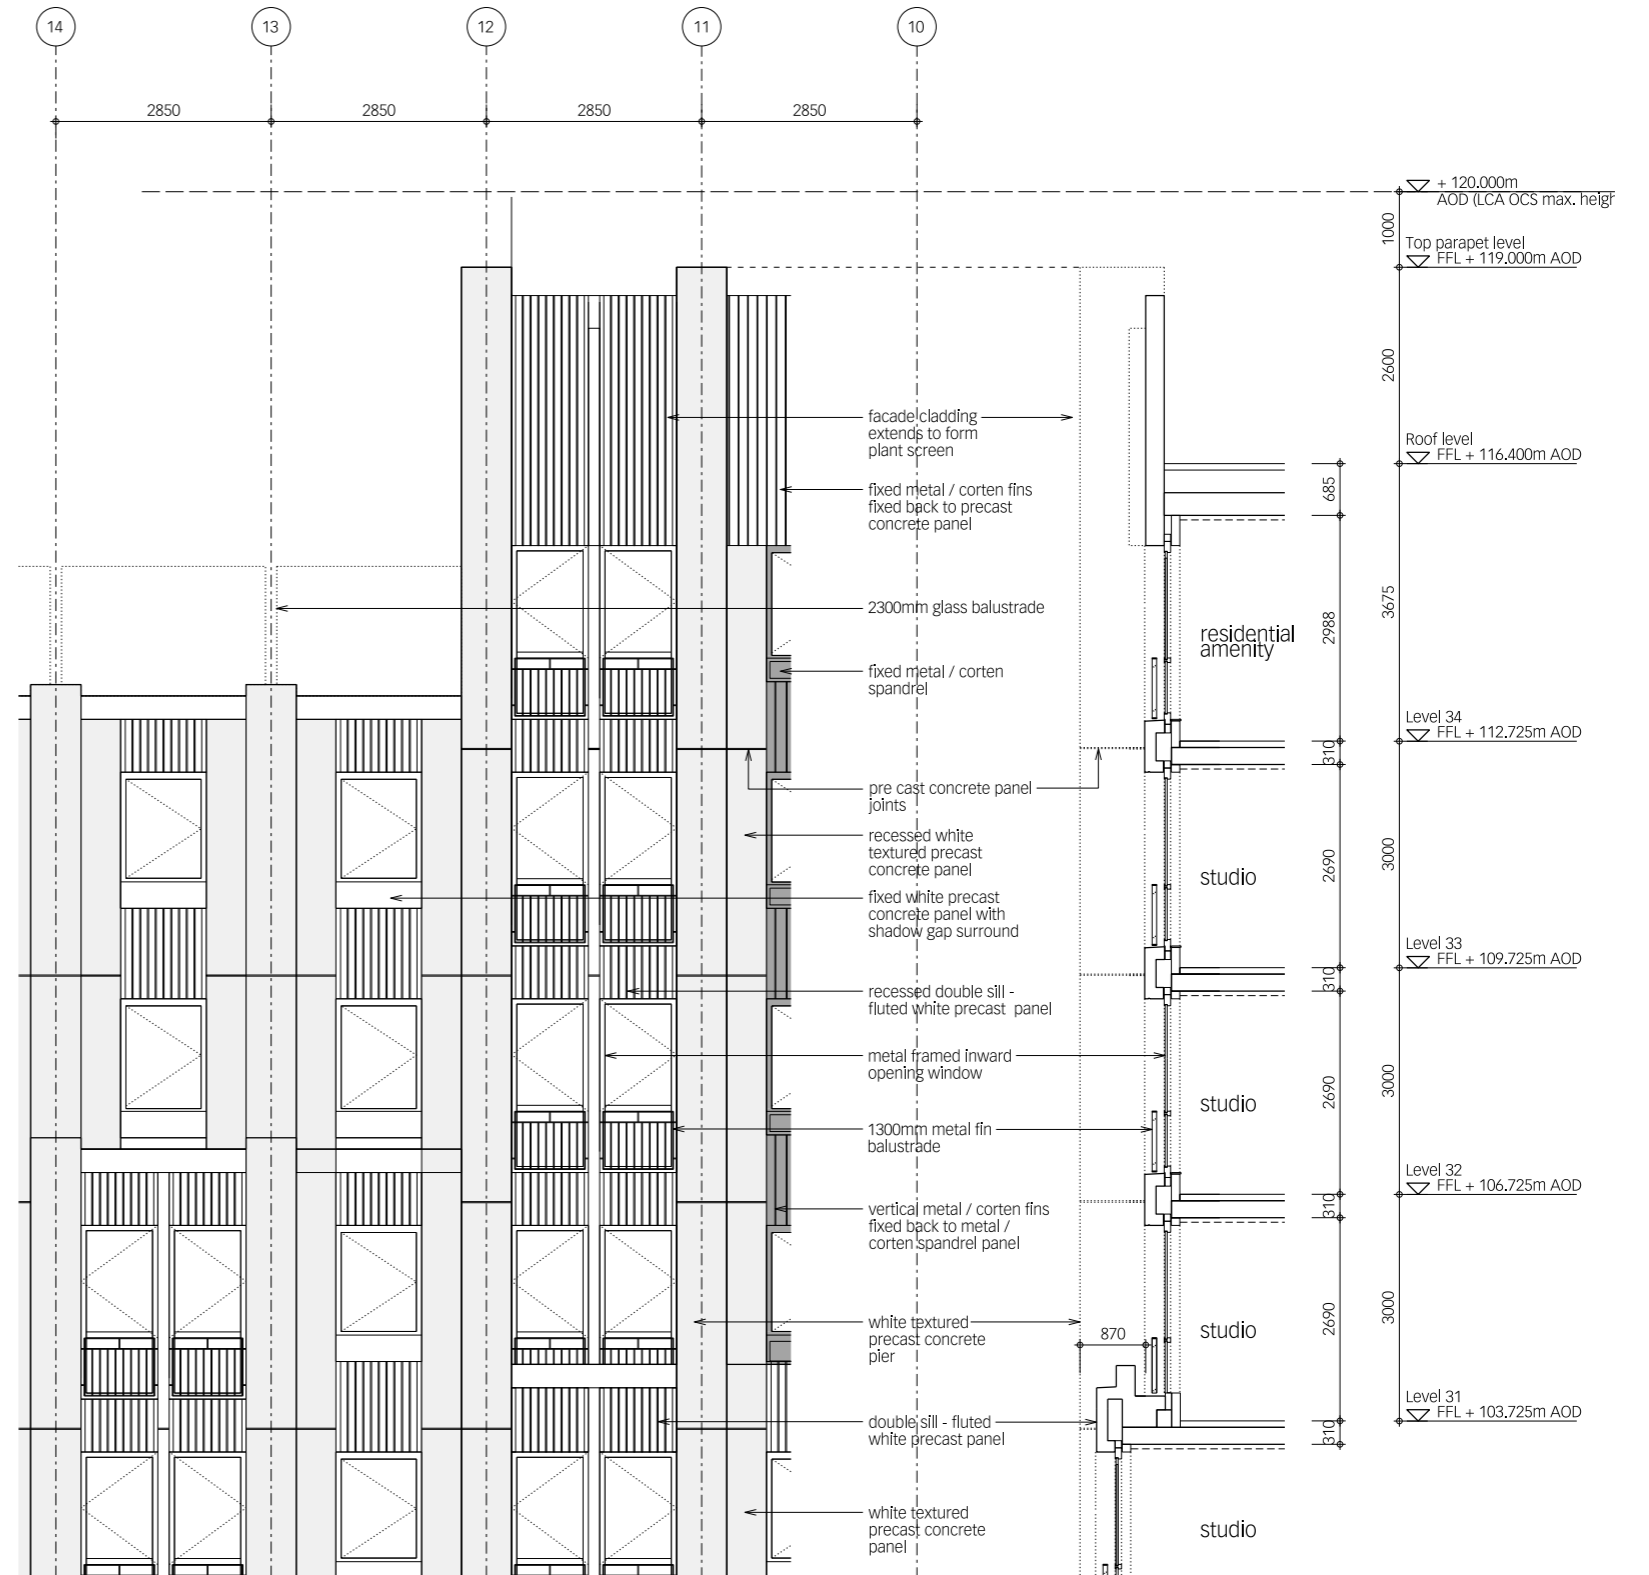 14 13 12 11 10
2850 2850 2850 2850
+ 120.000m
AOD (LCA OCS max. heigh
1000
Top parapet level
FFL + 119.000m AOD
2600
Roof level
FFL + 116.400m AOD
685
facade cladding
extends to form
plant screen
fixed metal / corten fins
fixed back to precast
concrete panel
2300mm glass balustrade
residential
amenity
2988
3675
fixed metal / corten
spandrel
Level 34
FFL + 112.725m AOD
310
pre cast concrete panel
joints
recessed white
textured precast
concrete panel
studio
2690
3000
fixed white precast
concrete panel with
shadow gap surround
Level 33
FFL + 109.725m AOD
310
recessed double sill -
fluted white precast panel
metal framed inward
opening window
studio
2690
3000
1300mm metal fin
balustrade
Level 32
FFL + 106.725m AOD
310
vertical metal / corten fins
fixed back to metal /
corten spandrel panel
white textured
precast concrete
pier
870
studio
2690
3000
Level 31
FFL + 103.725m AOD
310
double sill - fluted
white precast panel
white textured
precast concrete
panel
studio